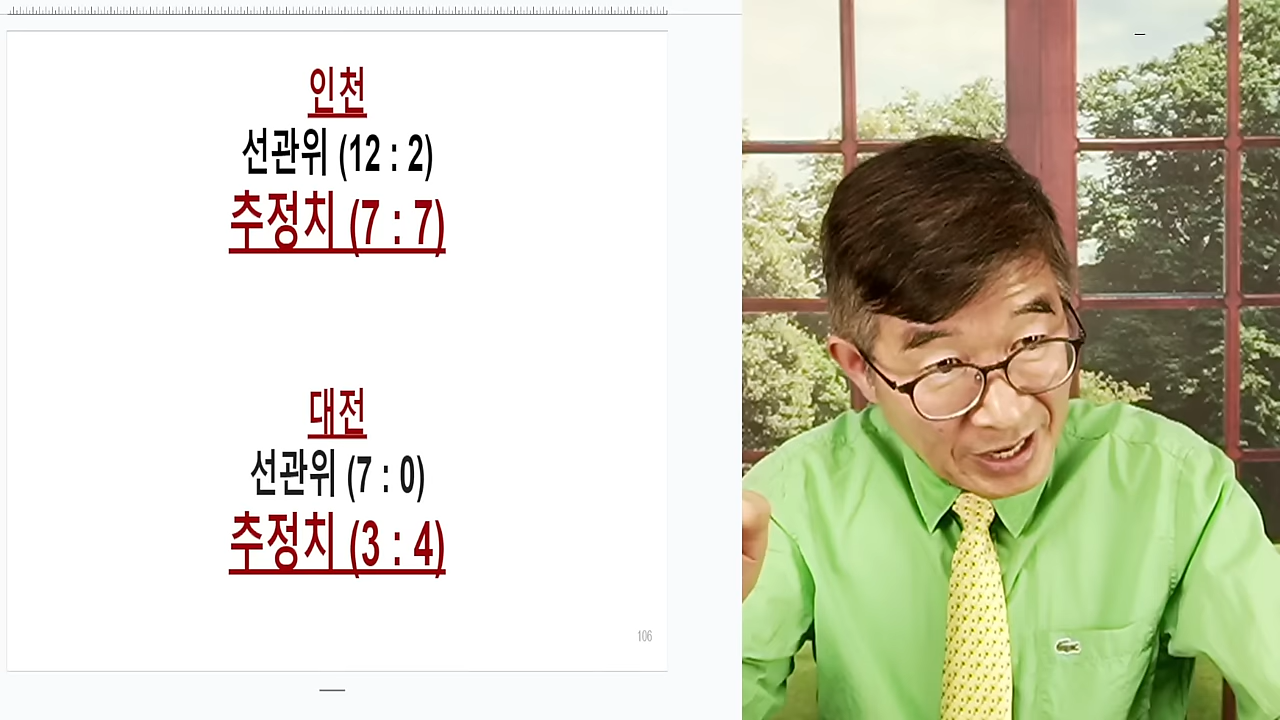 인천
선관위 (12 : 2)
추정치 (7 : 7)
대전
선관위 (7 : 0)
추정치 (3 : 4)
106